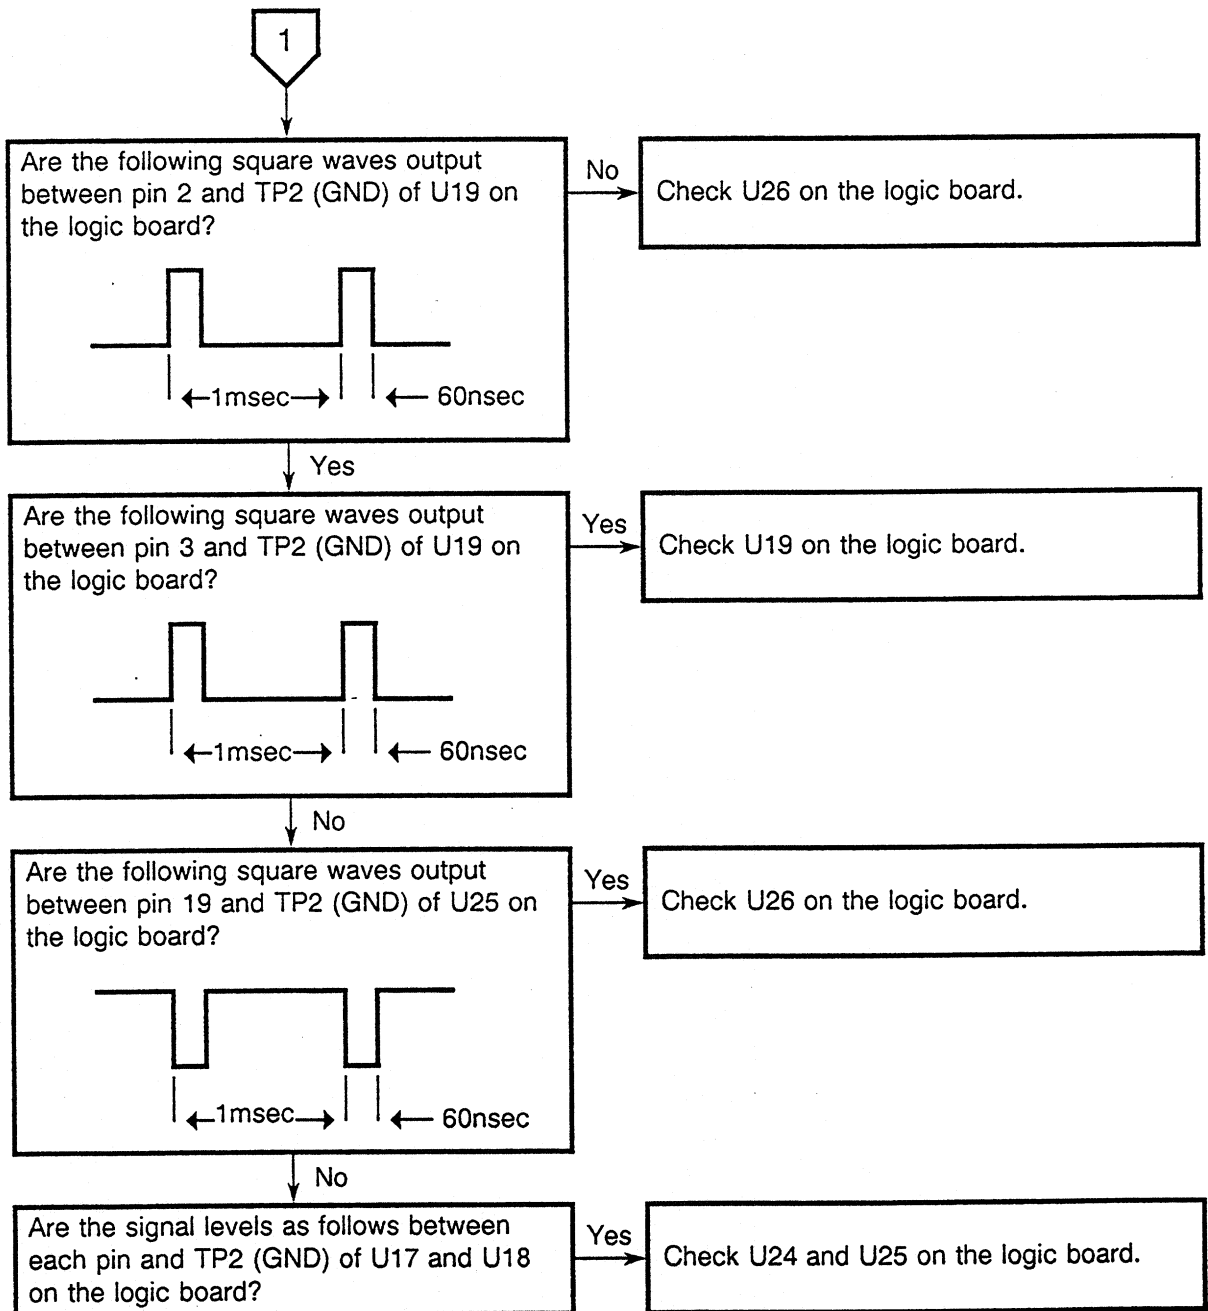 1
Are the following square waves output
between pin 2 and TP2 (GND) of U19 on
the logic board?
No
Check U26 on the logic board.
1msec
60nsec
Yes
Are the following square waves output
between pin 3 and TP2 (GND) of U19 on
the logic board?
Yes
Check U19 on the logic board.
1msec
60nsec
No
Are the following square waves output
between pin 19 and TP2 (GND) of U25 on
the logic board?
Yes
Check U26 on the logic board.
1msec
60nsec
No
Are the signal levels as follows between
each pin and TP2 (GND) of U17 and U18
on the logic board?
Yes
Check U24 and U25 on the logic board.